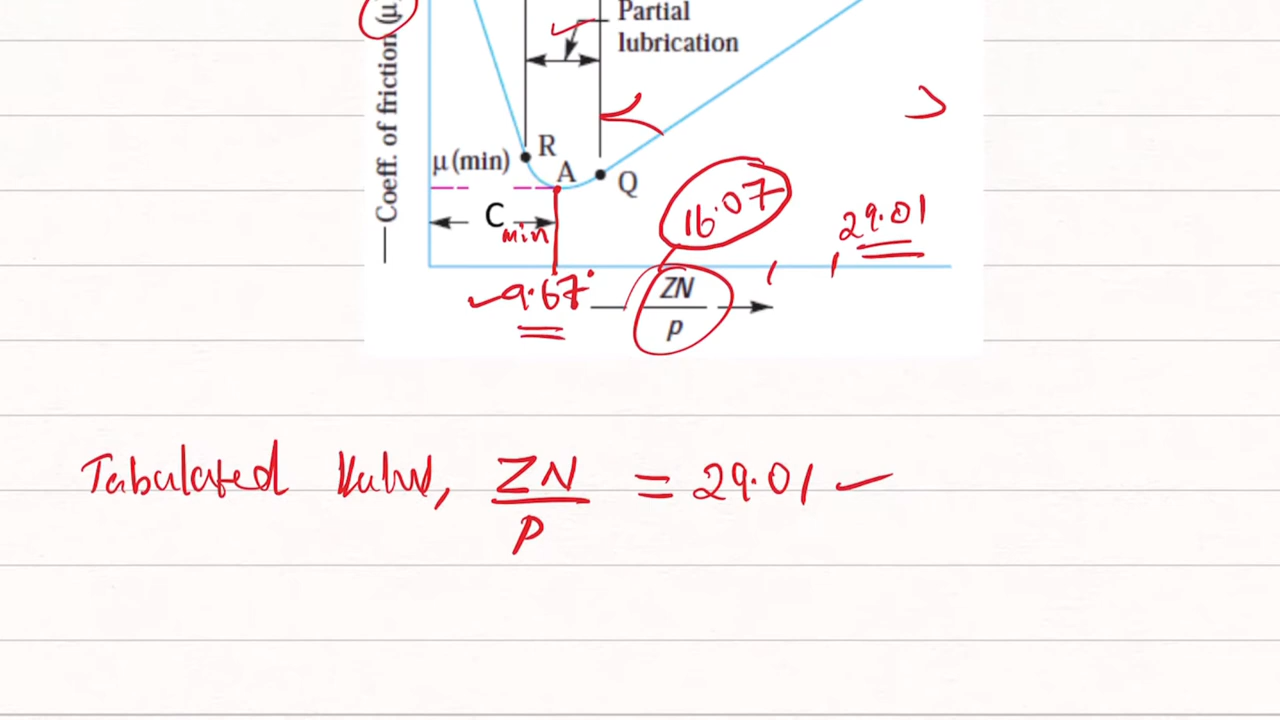 Partial
lubrication
Coeff. of friction (μ
R
μ (min)
A
Q
C min
16.07
29.01
9.67
ZN
p
Tabulated Value, ZN/p = 29.01